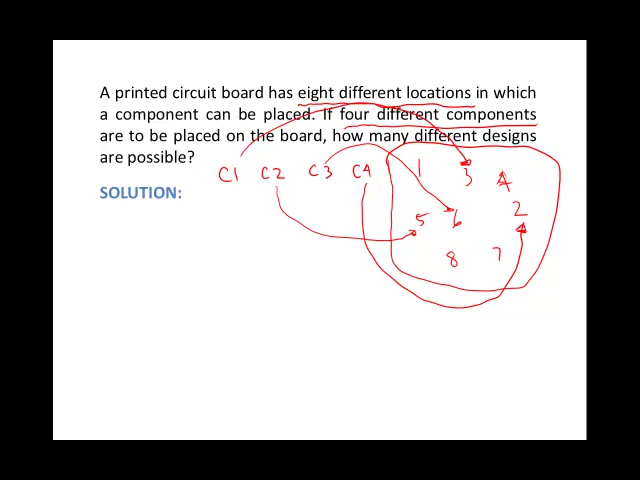 A printed circuit board has eight different locations in which
a component can be placed. If four different components
are to be placed on the board, how many different designs
are possible?
C1 C2 C3 C4 1 3 4
SOLUTION:
5 6 2
8 7